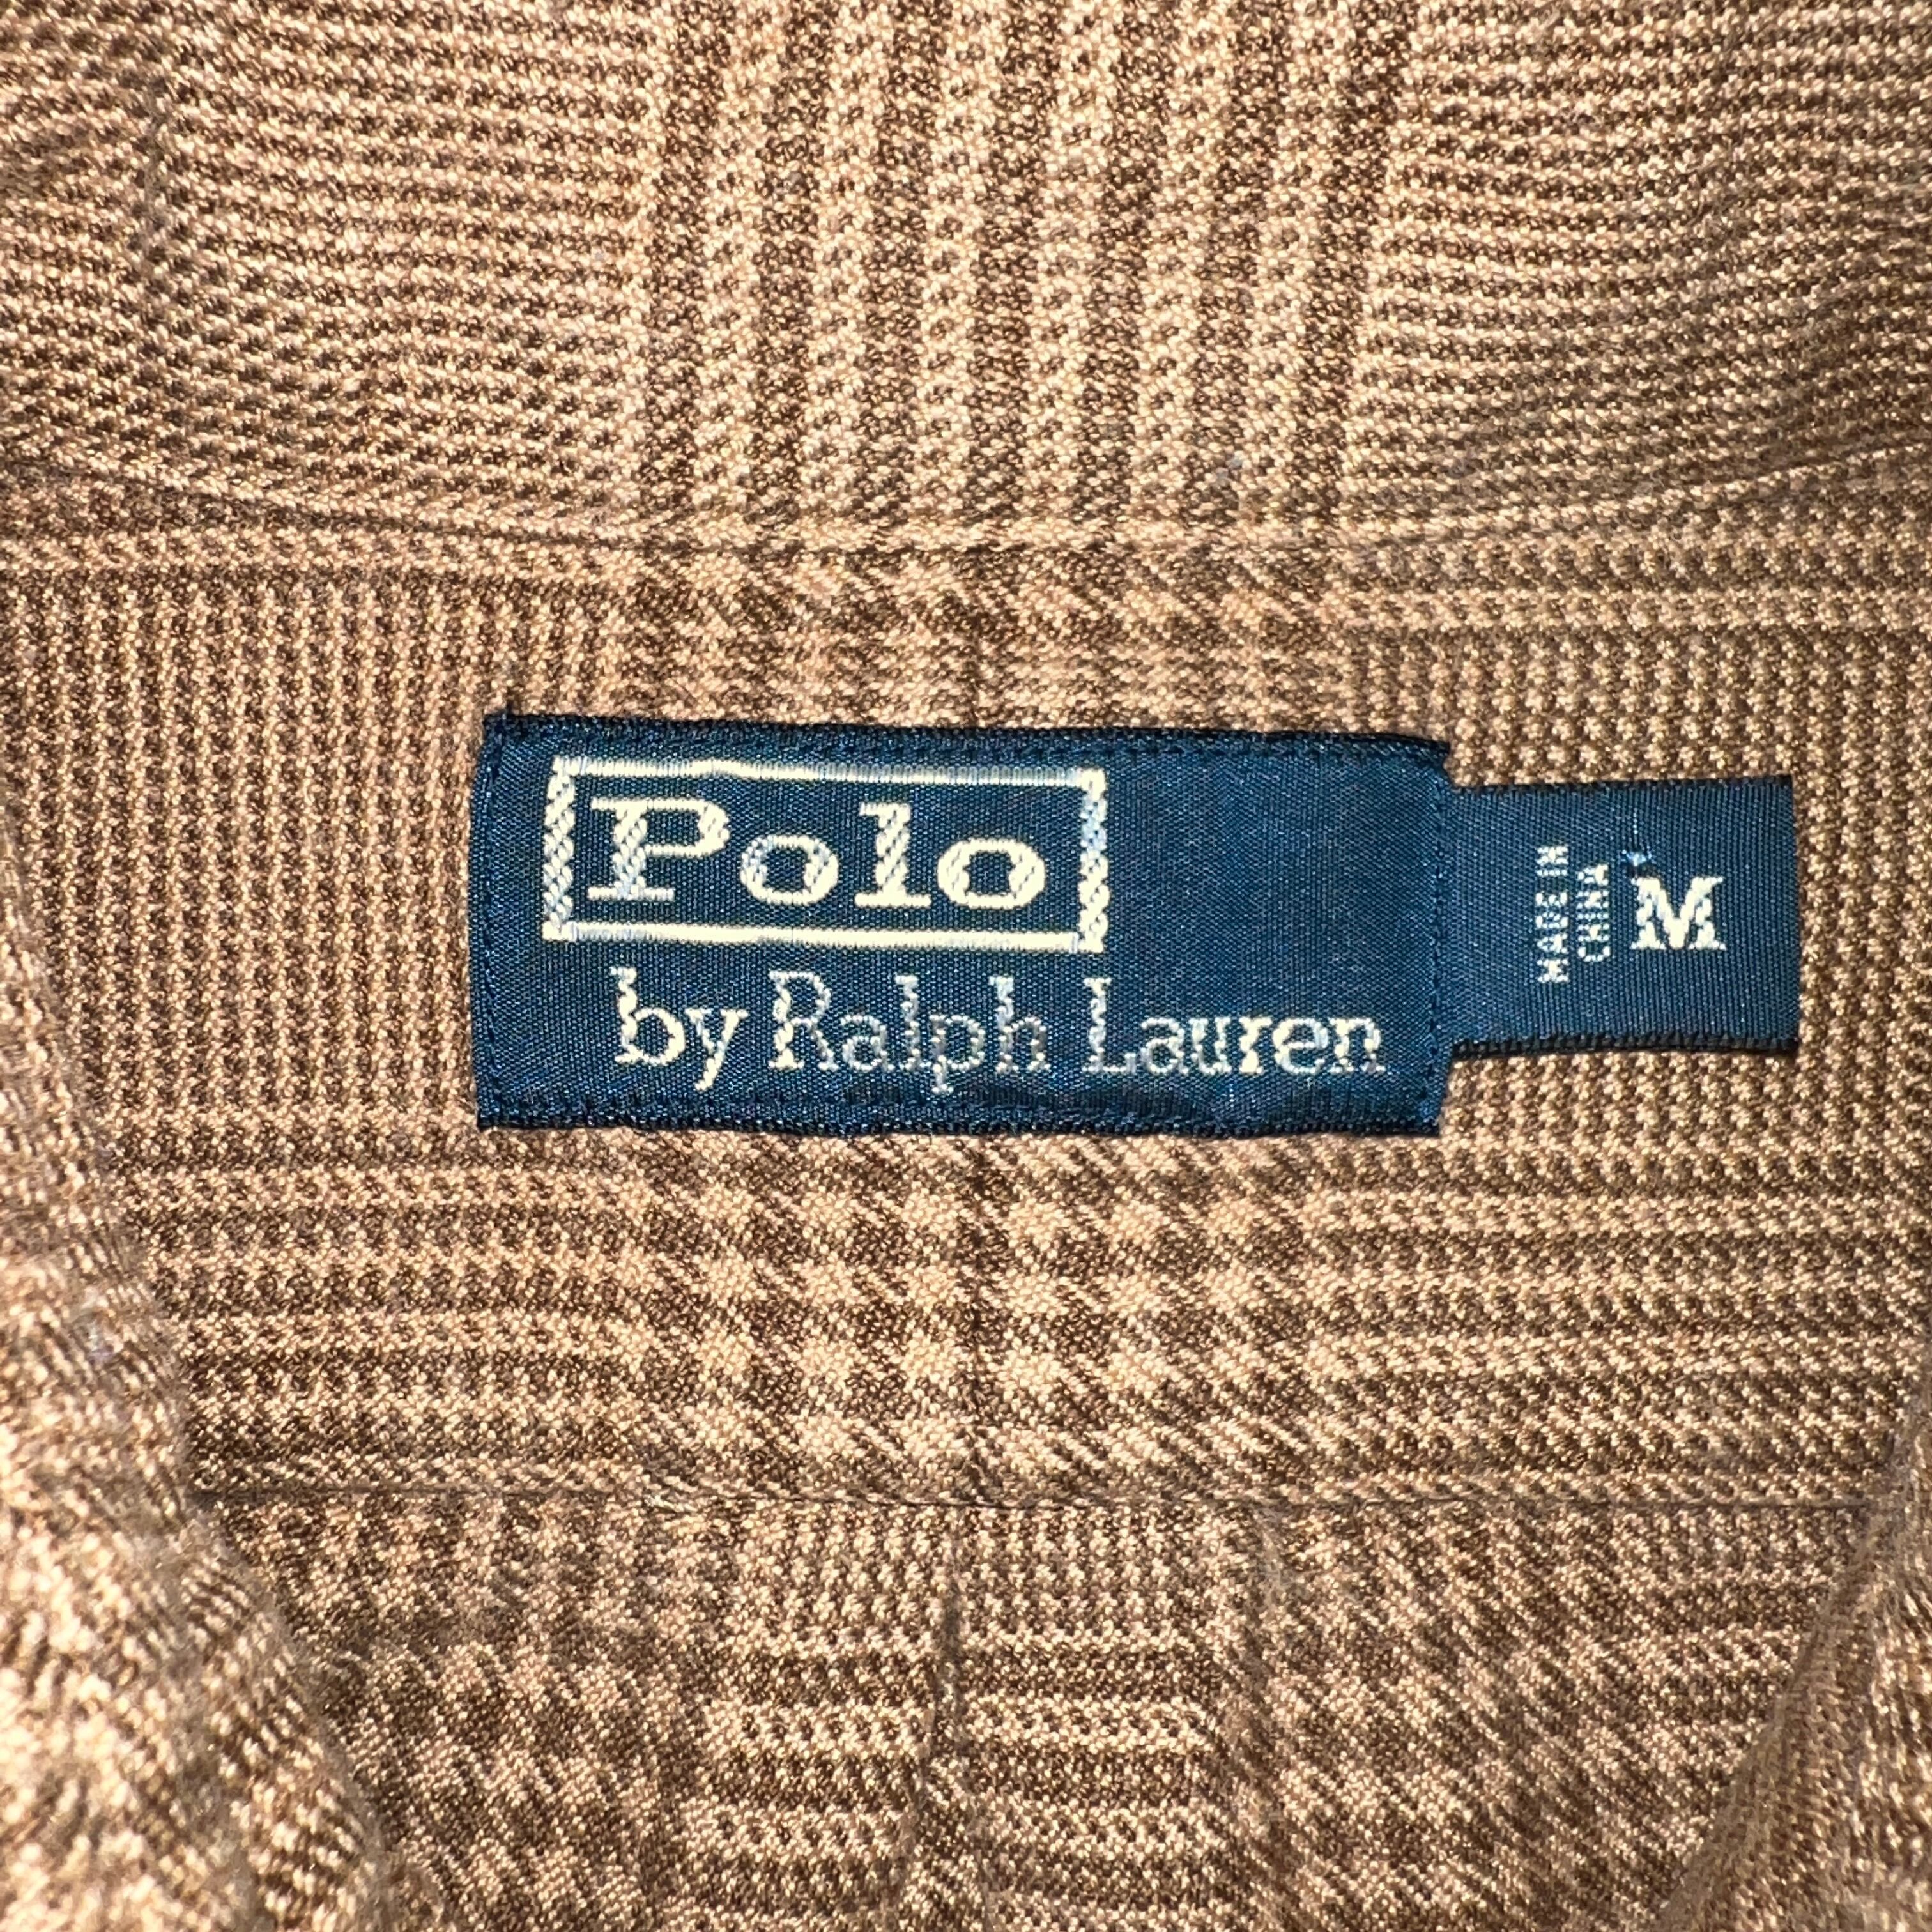 Polo
by Ralph Lauren
MADE IN
CHINA
M